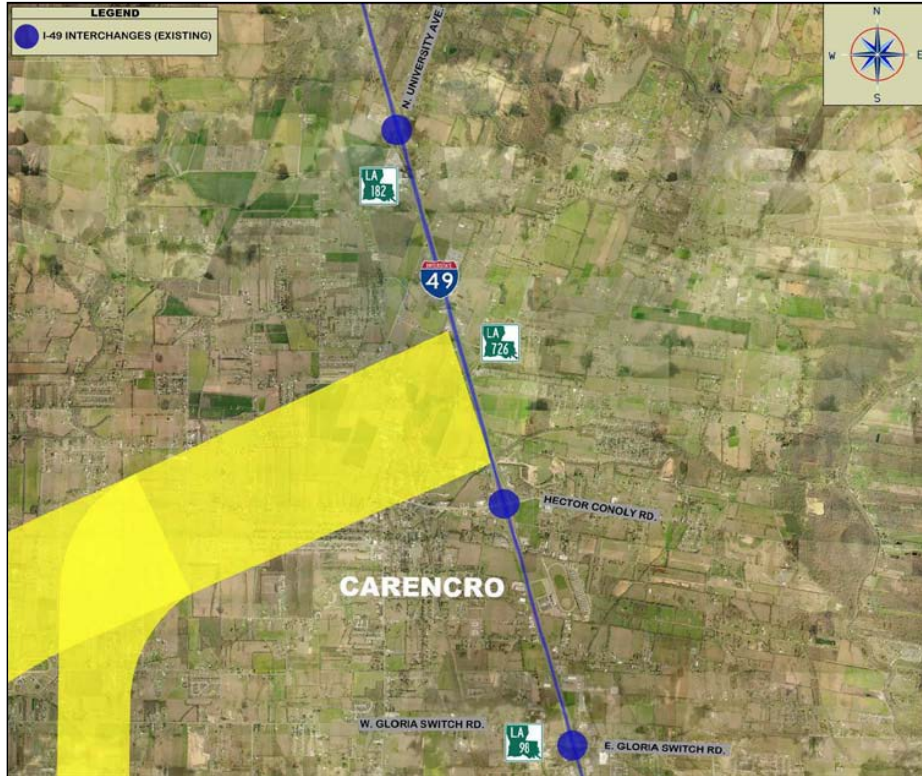 LEGEND
I-49 INTERCHANGES (EXISTING)
N
W
E
S
N. UNIVERSITY AVE.
LA
182
INTERSTATE
49
LA
726
HECTOR CONOLY RD.
CARENCRO
W. GLORIA SWITCH RD.
LA
98
E. GLORIA SWITCH RD.